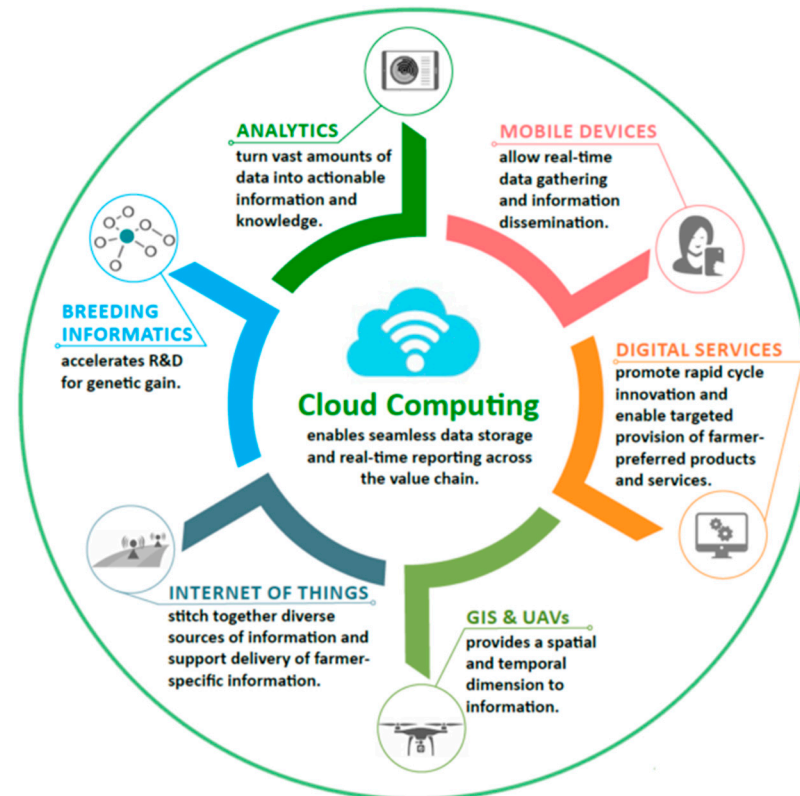 ANALYTICS
turn vast amounts of
data into actionable
information and
knowledge.
MOBILE DEVICES
allow real-time
data gathering
and information
dissemination.
BREEDING
INFORMATICS
accelerates R&D
for genetic gain.
Cloud Computing
enables seamless data storage
and real-time reporting across
the value chain.
DIGITAL SERVICES
promote rapid cycle
innovation and
enable targeted
provision of farmer-
preferred products
and services.
INTERNET OF THINGS
stitch together diverse
sources of information and
support delivery of farmer-
specific information.
GIS & UAVs
provides a spatial
and temporal
dimension to
information.